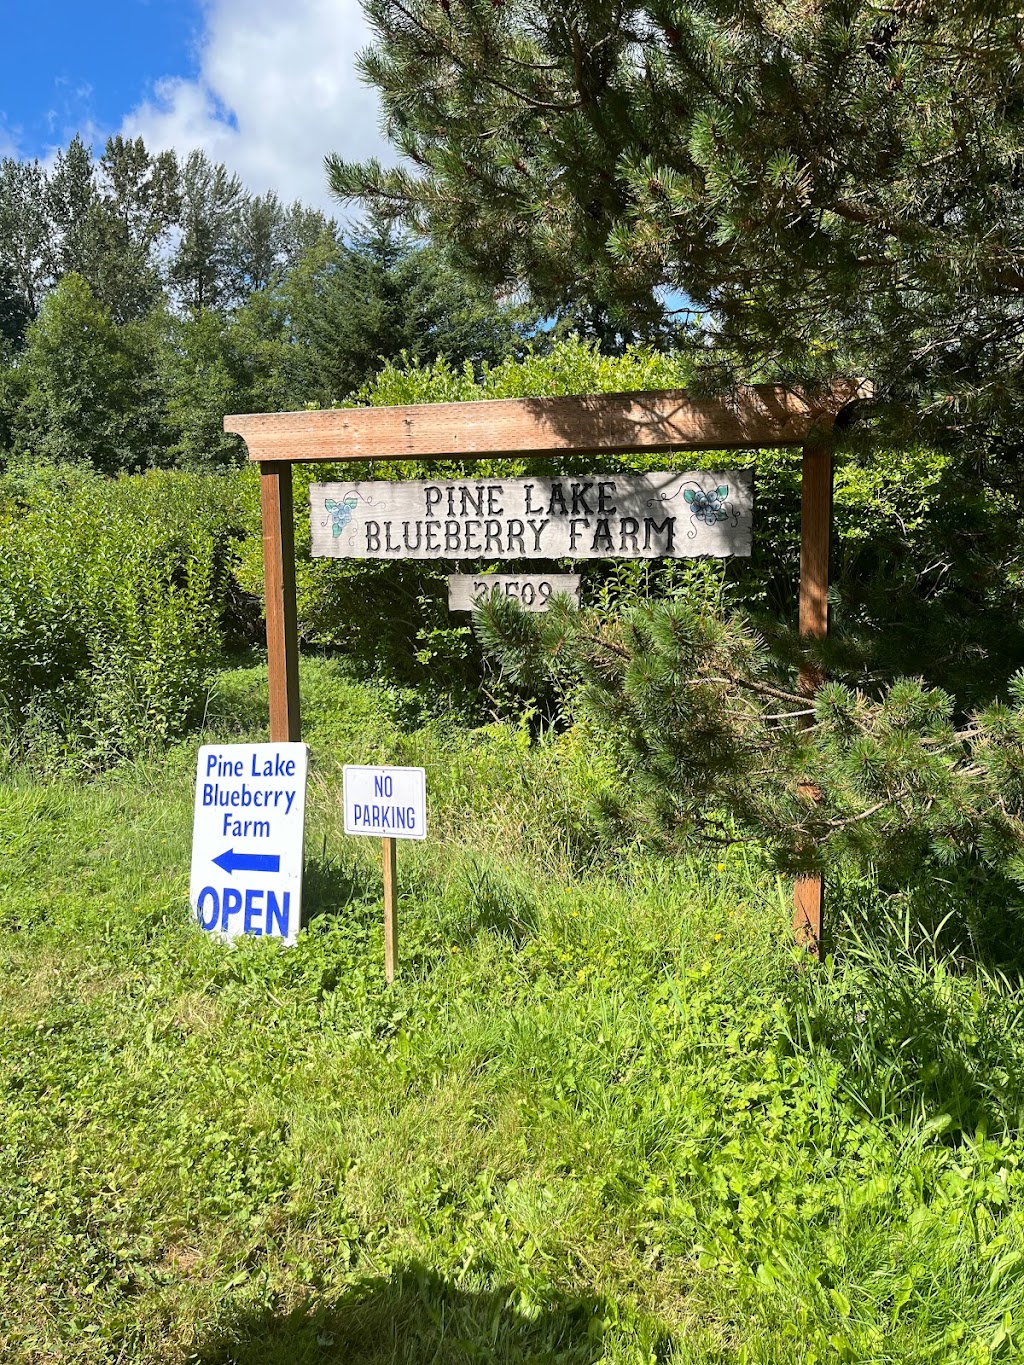 PINE LAKE
BLUEBERRY FARM
Pine Lake
Blueberry
Farm
OPEN
NO
PARKING